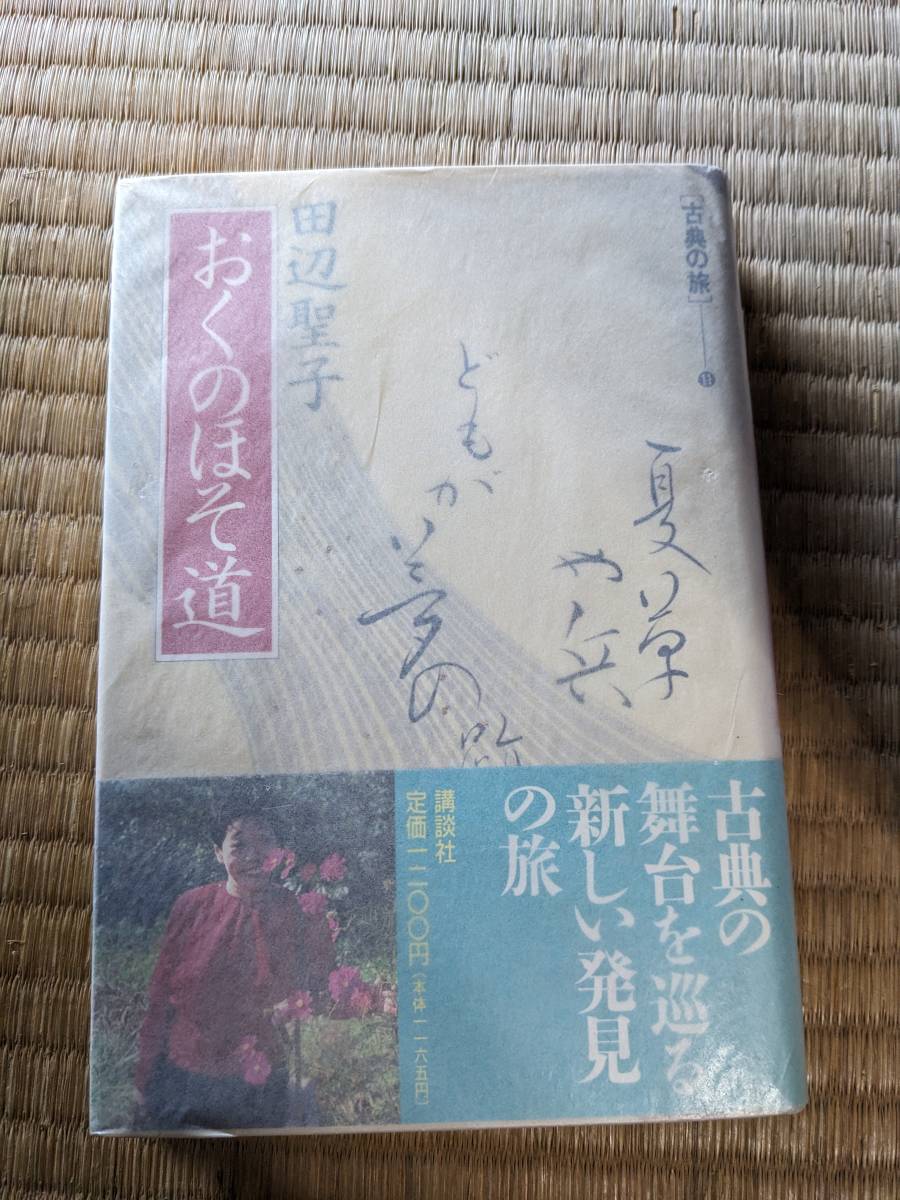 [古典の旅]
夏草
や兵
どもが
夢の
田辺聖子
おくのほそ道
古典の
舞台を巡る
新しい発見
の旅
講談社
定価一二〇〇円(本体一一六五円)